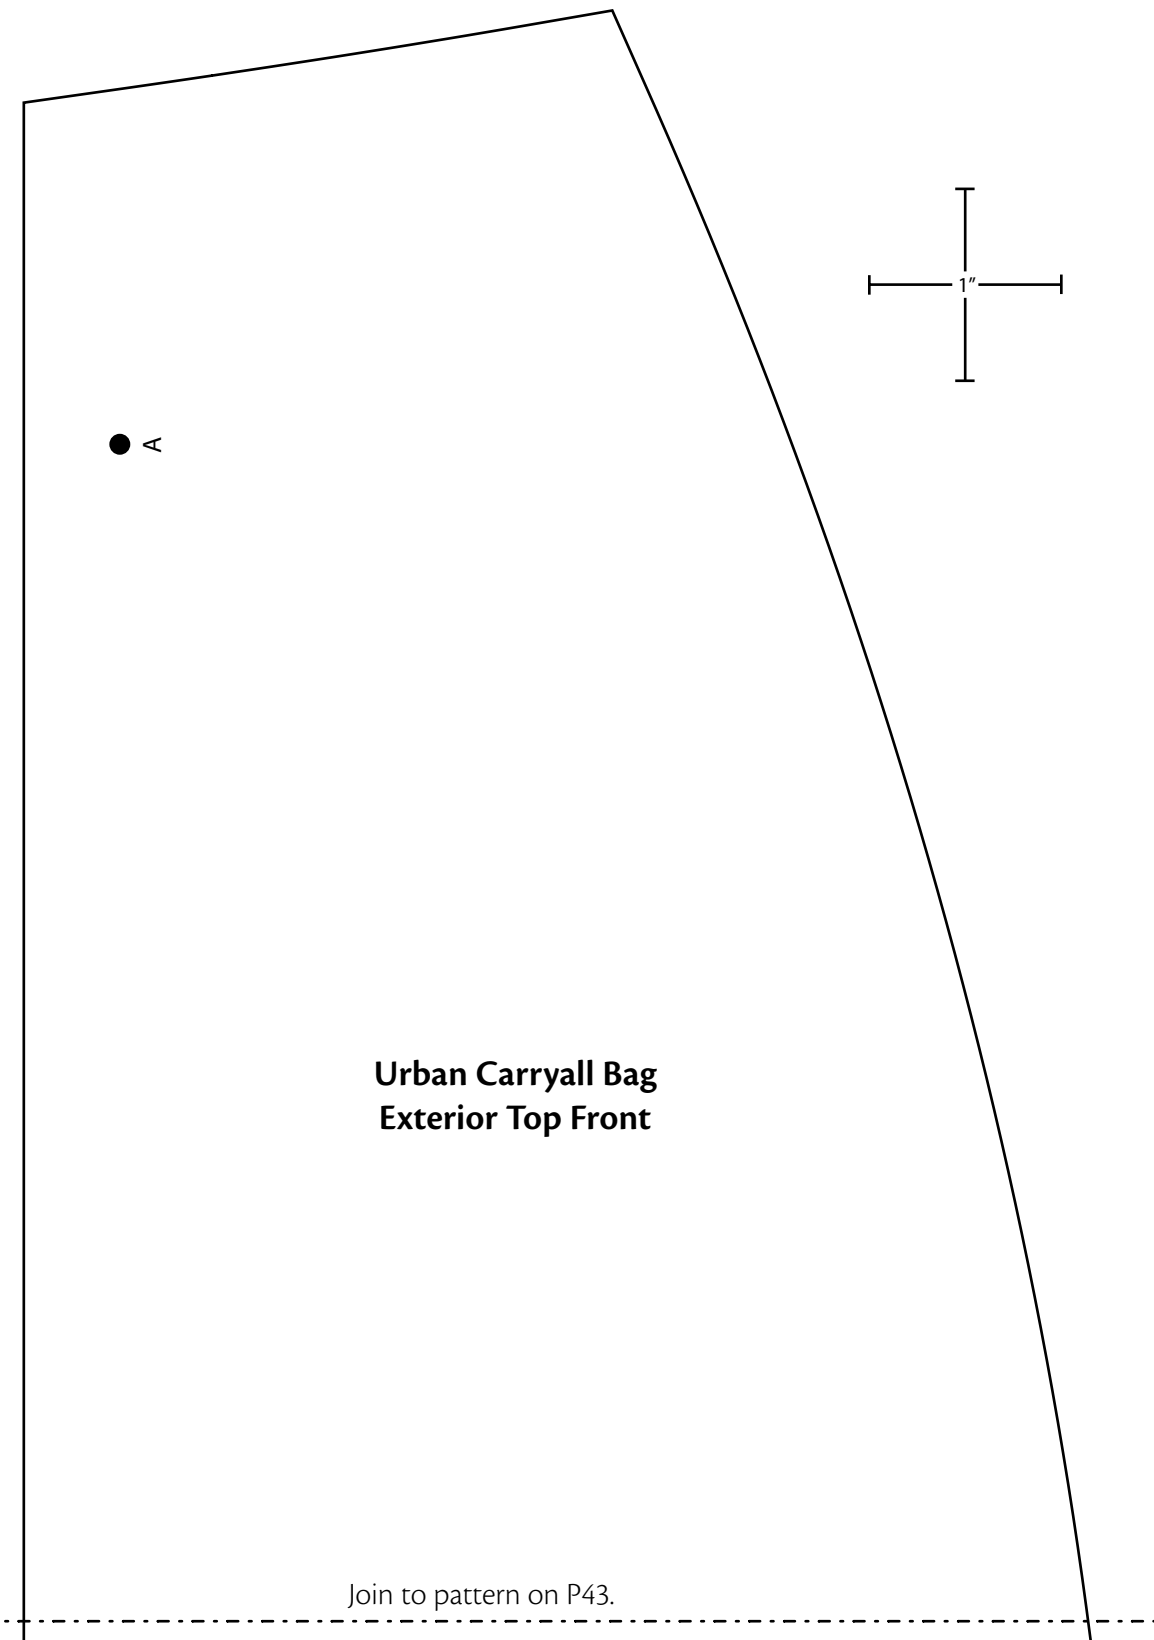 1″
A
Urban Carryall Bag
Exterior Top Front
Join to pattern on P43.